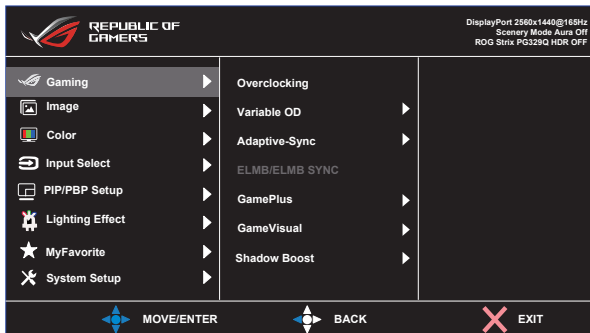 REPUBLIC OF
GAMERS
DisplayPort 2560x1440@165Hz
Scenery Mode Aura Off
ROG Strix PG329Q HDR OFF
Gaming
Image
Color
Input Select
PIP/PBP Setup
Lighting Effect
MyFavorite
System Setup
Overclocking
Variable OD
Adaptive-Sync
ELMB/ELMB SYNC
GamePlus
GameVisual
Shadow Boost
MOVE/ENTER
BACK
EXIT